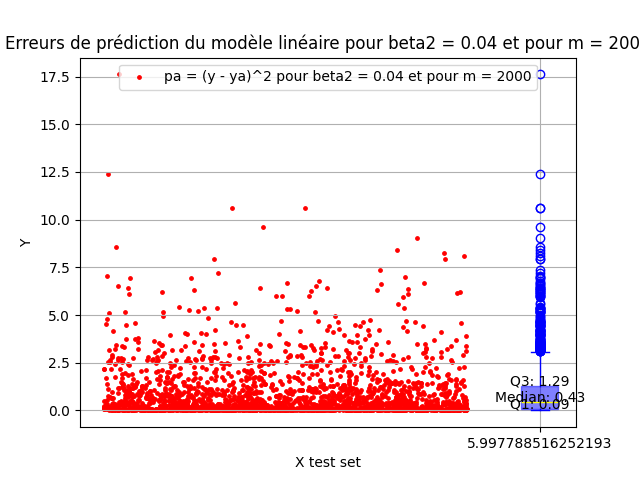 Erreurs de prédiction du modèle linéaire pour beta2 = 0.04 et pour m = 200
pa = (y - ya)^2 pour beta2 = 0.04 et pour m = 2000
17.5
15.0
12.5
10.0
7.5
5.0
2.5
0.0
Y
Q3: 1.29
Median: 0.43
Q1: 0.09
5.997788516252193
X test set